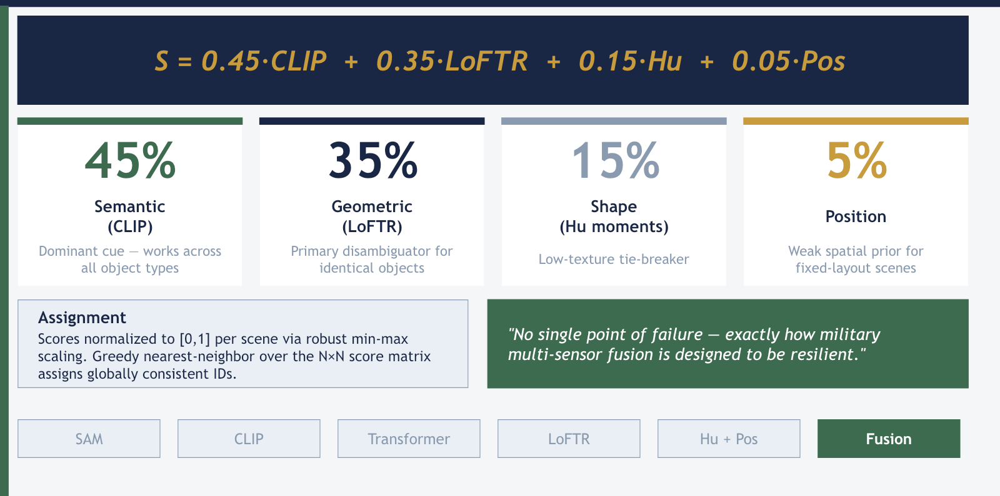 S = 0.45·CLIP + 0.35·LoFTR + 0.15·Hu + 0.05·Pos
45%
Semantic
(CLIP)
Dominant cue — works across
all object types
35%
Geometric
(LoFTR)
Primary disambiguator for
identical objects
15%
Shape
(Hu moments)
Low-texture tie-breaker
5%
Position
Weak spatial prior for
fixed-layout scenes
Assignment
Scores normalized to [0,1] per scene via robust min-max
scaling. Greedy nearest-neighbor over the N×N score matrix
assigns globally consistent IDs.
"No single point of failure — exactly how military
multi-sensor fusion is designed to be resilient."
SAM
CLIP
Transformer
LoFTR
Hu + Pos
Fusion